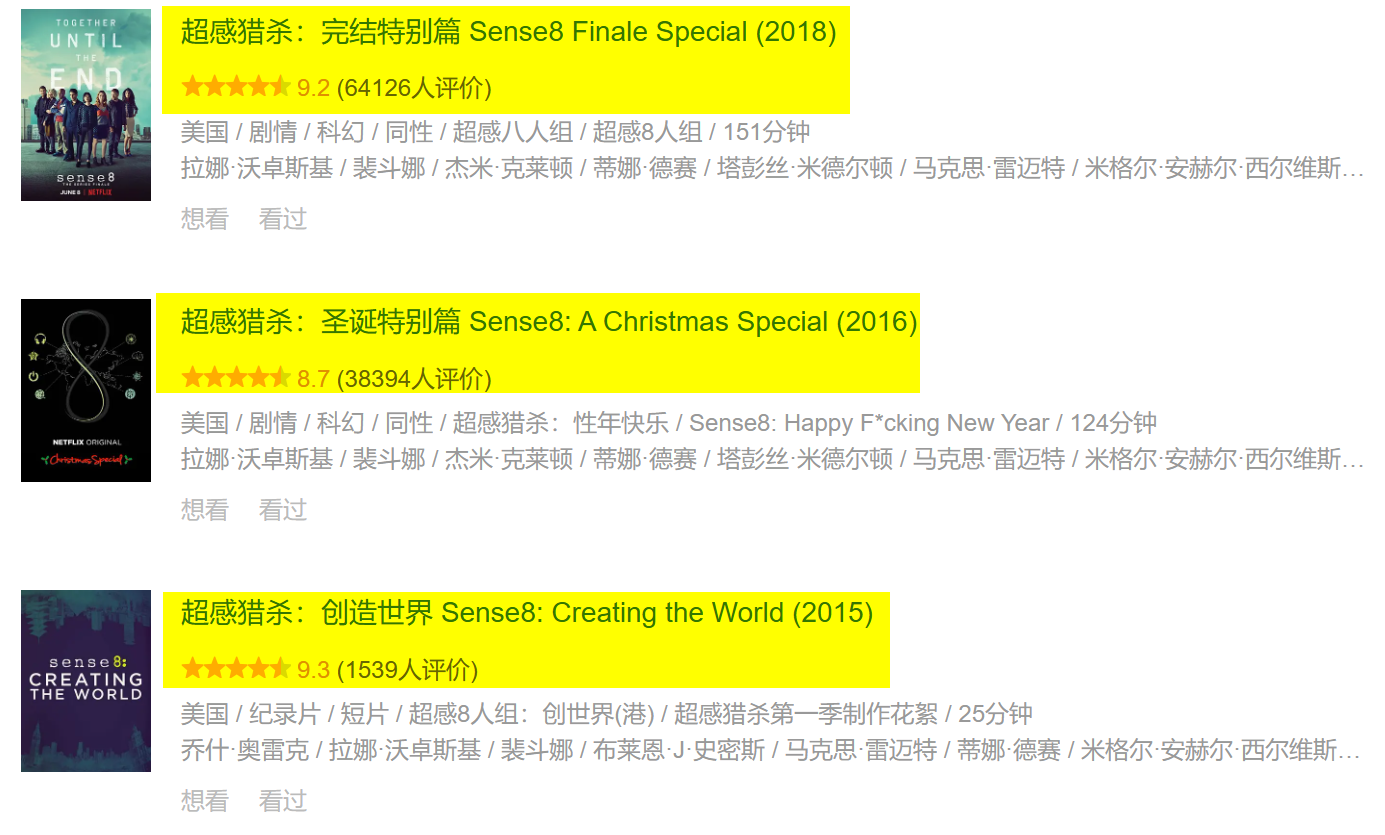 TOGETHER
UNTIL
THE
END
sense8
THE SERIES FINALE
JUNE 8 | NETFLIX
超感猎杀：完结特别篇 Sense8 Finale Special (2018)
9.2 (64126人评价)
美国 / 剧情 / 科幻 / 同性 / 超感八人组 / 超感8人组 / 151分钟
拉娜·沃卓斯基 / 裴斗娜 / 杰米·克莱顿 / 蒂娜·德赛 / 塔彭丝·米德尔顿 / 马克思·雷迈特 / 米格尔·安赫尔·西尔维斯…
想看 看过
NETFLIX ORIGINAL
Christmas Special
超感猎杀：圣诞特别篇 Sense8: A Christmas Special (2016)
8.7 (38394人评价)
美国 / 剧情 / 科幻 / 同性 / 超感猎杀：性年快乐 / Sense8: Happy F*cking New Year / 124分钟
拉娜·沃卓斯基 / 裴斗娜 / 杰米·克莱顿 / 蒂娜·德赛 / 塔彭丝·米德尔顿 / 马克思·雷迈特 / 米格尔·安赫尔·西尔维斯…
想看 看过
sense8:
CREATING
THE WORLD
超感猎杀：创造世界 Sense8: Creating the World (2015)
9.3 (1539人评价)
美国 / 纪录片 / 短片 / 超感8人组：创世界(港) / 超感猎杀第一季制作花絮 / 25分钟
乔什·奥雷克 / 拉娜·沃卓斯基 / 裴斗娜 / 布莱恩·J·史密斯 / 马克思·雷迈特 / 蒂娜·德赛 / 米格尔·安赫尔·西尔维斯…
想看 看过